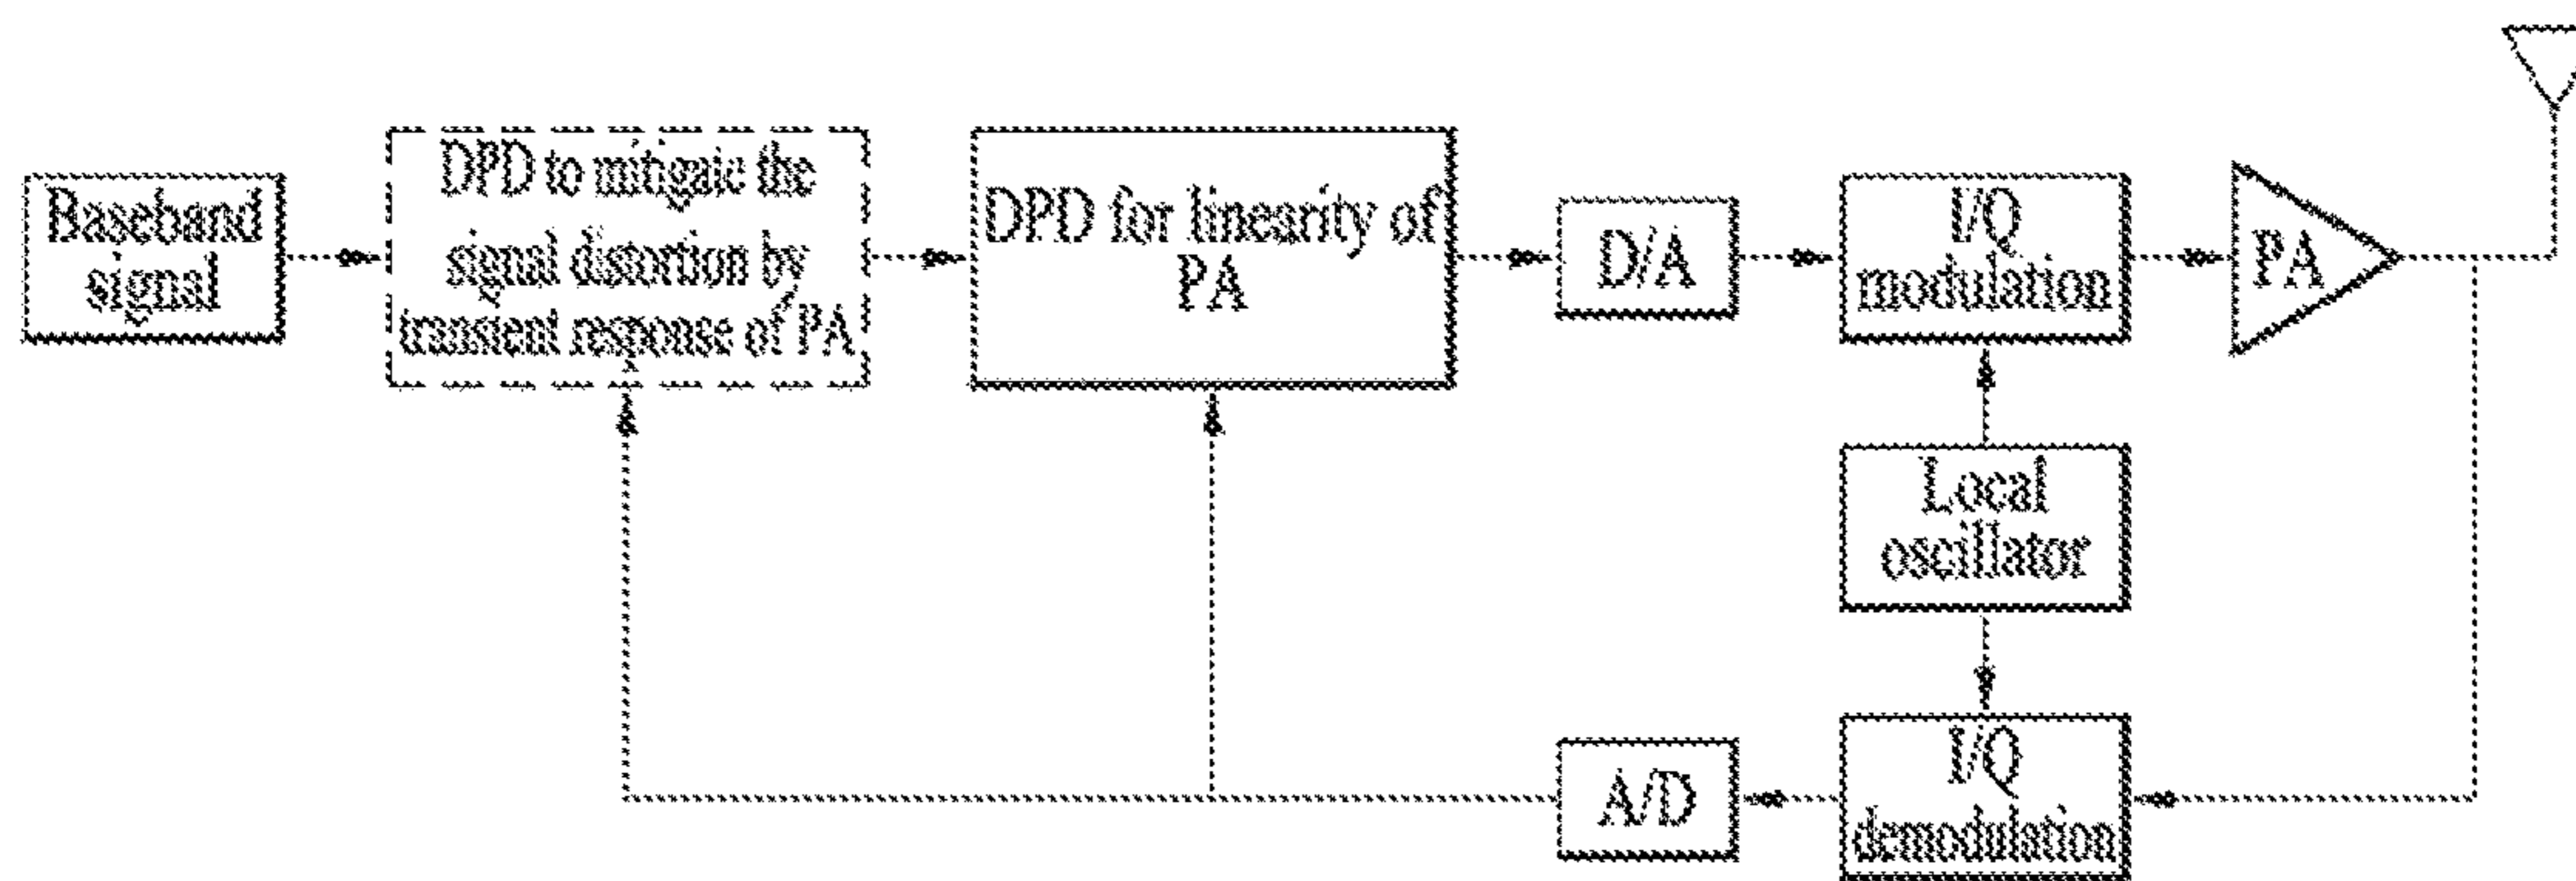 Baseband
signal
DPD to mitigate the
signal distortion by
transient response of PA
DPD for linearity of
PA
D/A
I/Q
modulation
PA
Local
oscillator
A/D
I/Q
demodulation